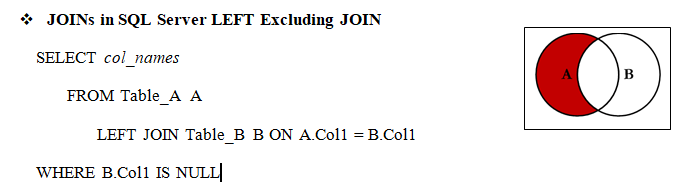 ❖ JOINs in SQL Server LEFT Excluding JOIN
SELECT col_names
FROM Table_A A
LEFT JOIN Table_B B ON A.Col1 = B.Col1
WHERE B.Col1 IS NULL
A B